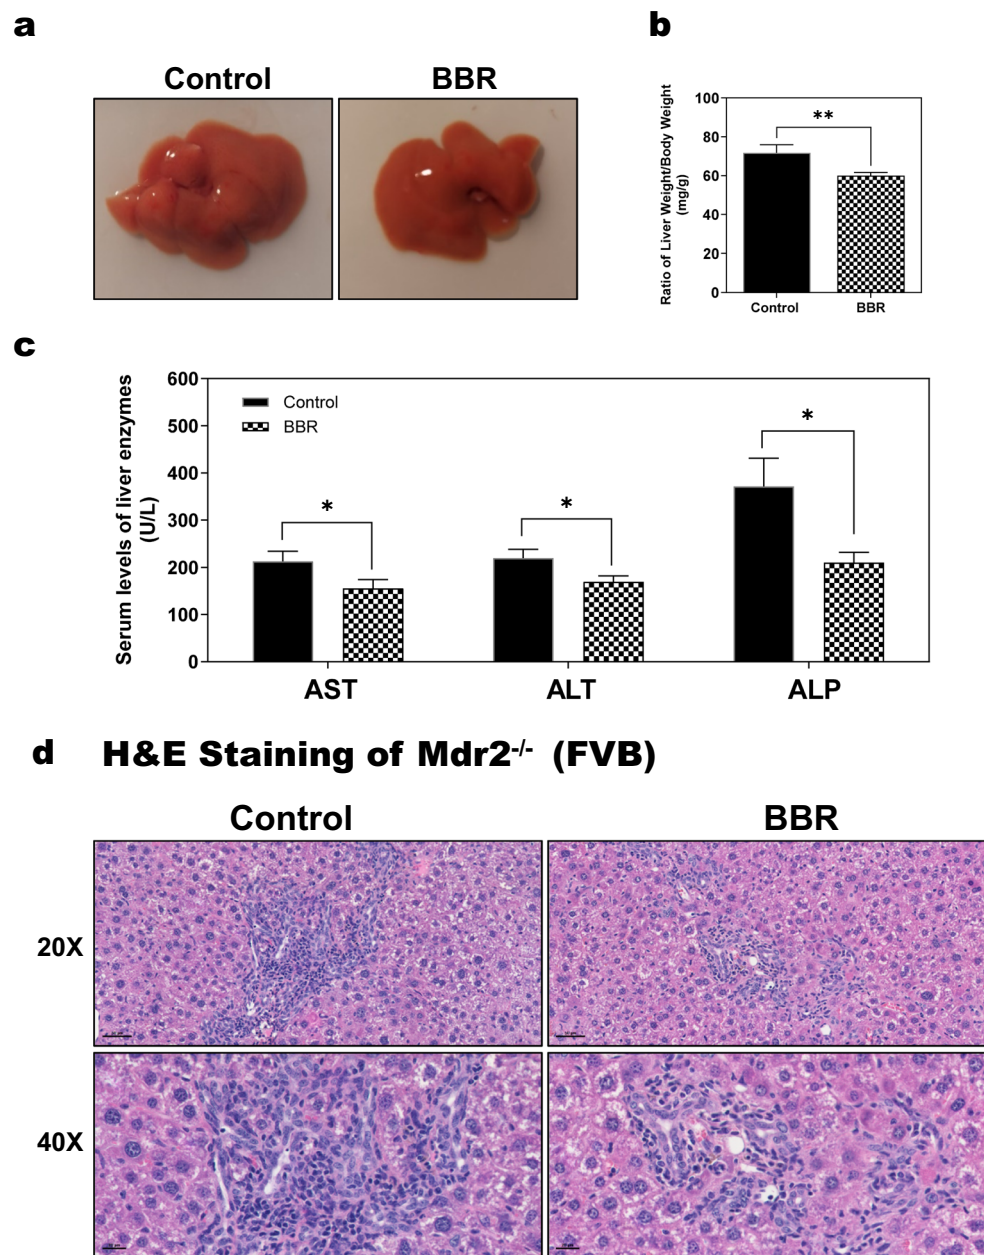 a
Control
BBR
b
Ratio of Liver Weight/Body Weight
(mg/g)
100
80
60
40
20
0
**
Control
BBR
c
Serum levels of liver enzymes
(U/L)
600
500
400
300
200
100
0
Control
BBR
*
*
*
AST
ALT
ALP
d H&E Staining of Mdr2-/- (FVB)
Control
BBR
20X
40X